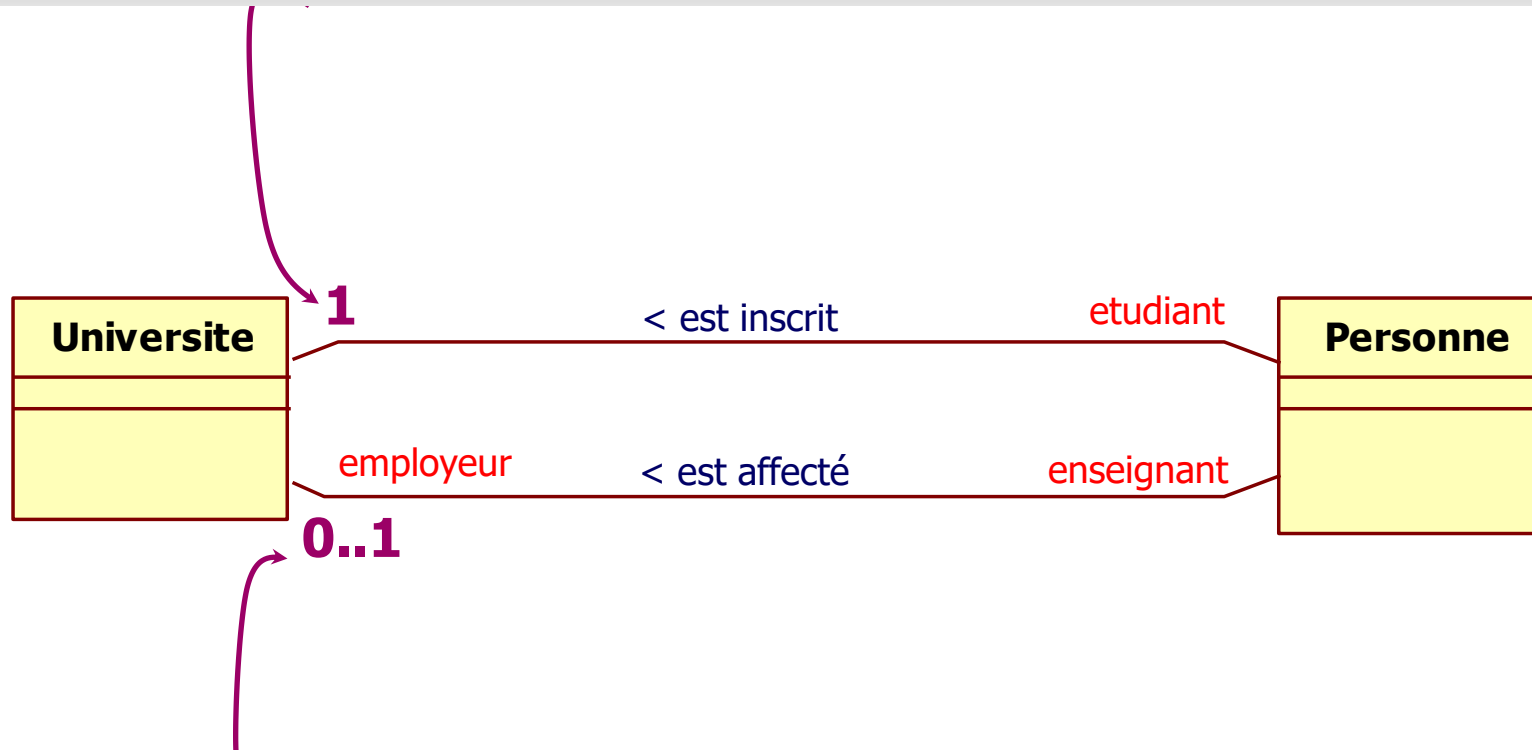 1
< est inscrit
etudiant
Universite
Personne
employeur
< est affecté
enseignant
0..1